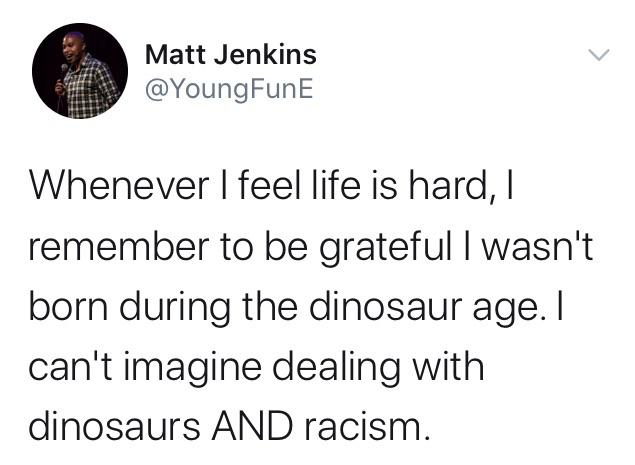 Matt Jenkins
@YoungFunE
Whenever I feel life is hard, I
remember to be grateful I wasn't
born during the dinosaur age. I
can't imagine dealing with
dinosaurs AND racism.